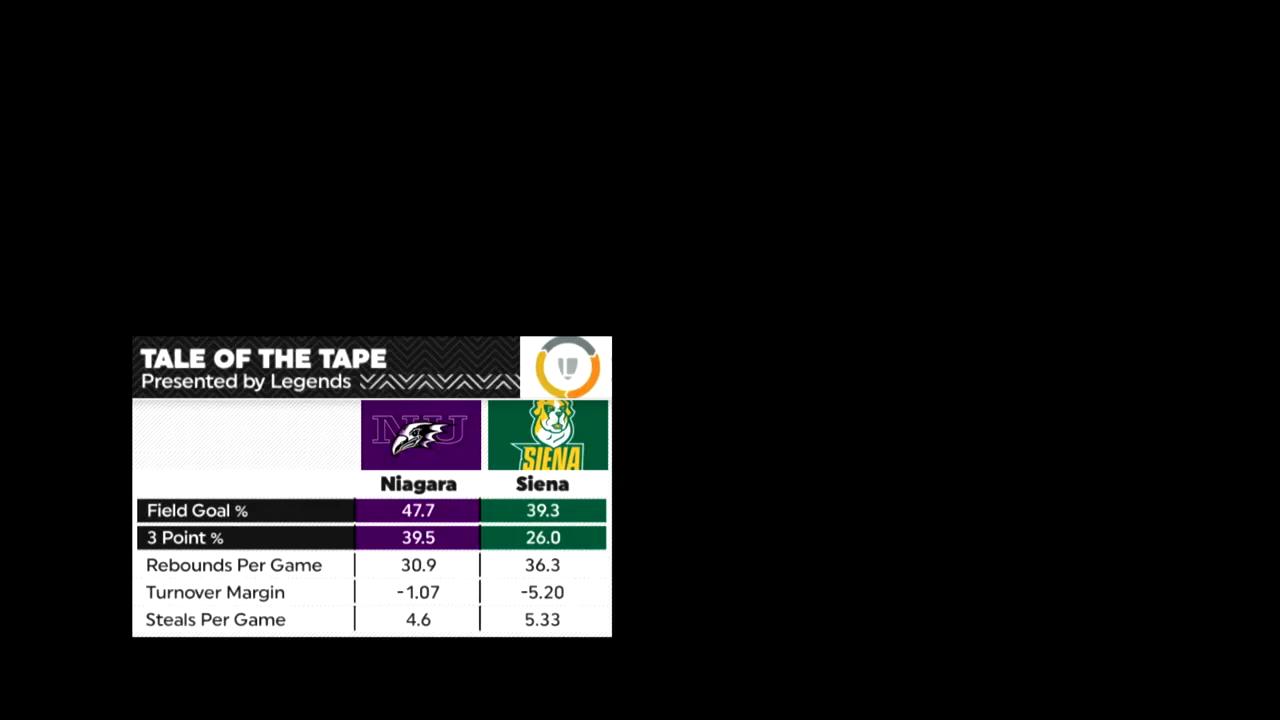 TALE OF THE TAPE
Presented by Legends
NU
SIENA
Niagara Siena
Field Goal % 47.7 39.3
3 Point % 39.5 26.0
Rebounds Per Game 30.9 36.3
Turnover Margin -1.07 -5.20
Steals Per Game 4.6 5.33